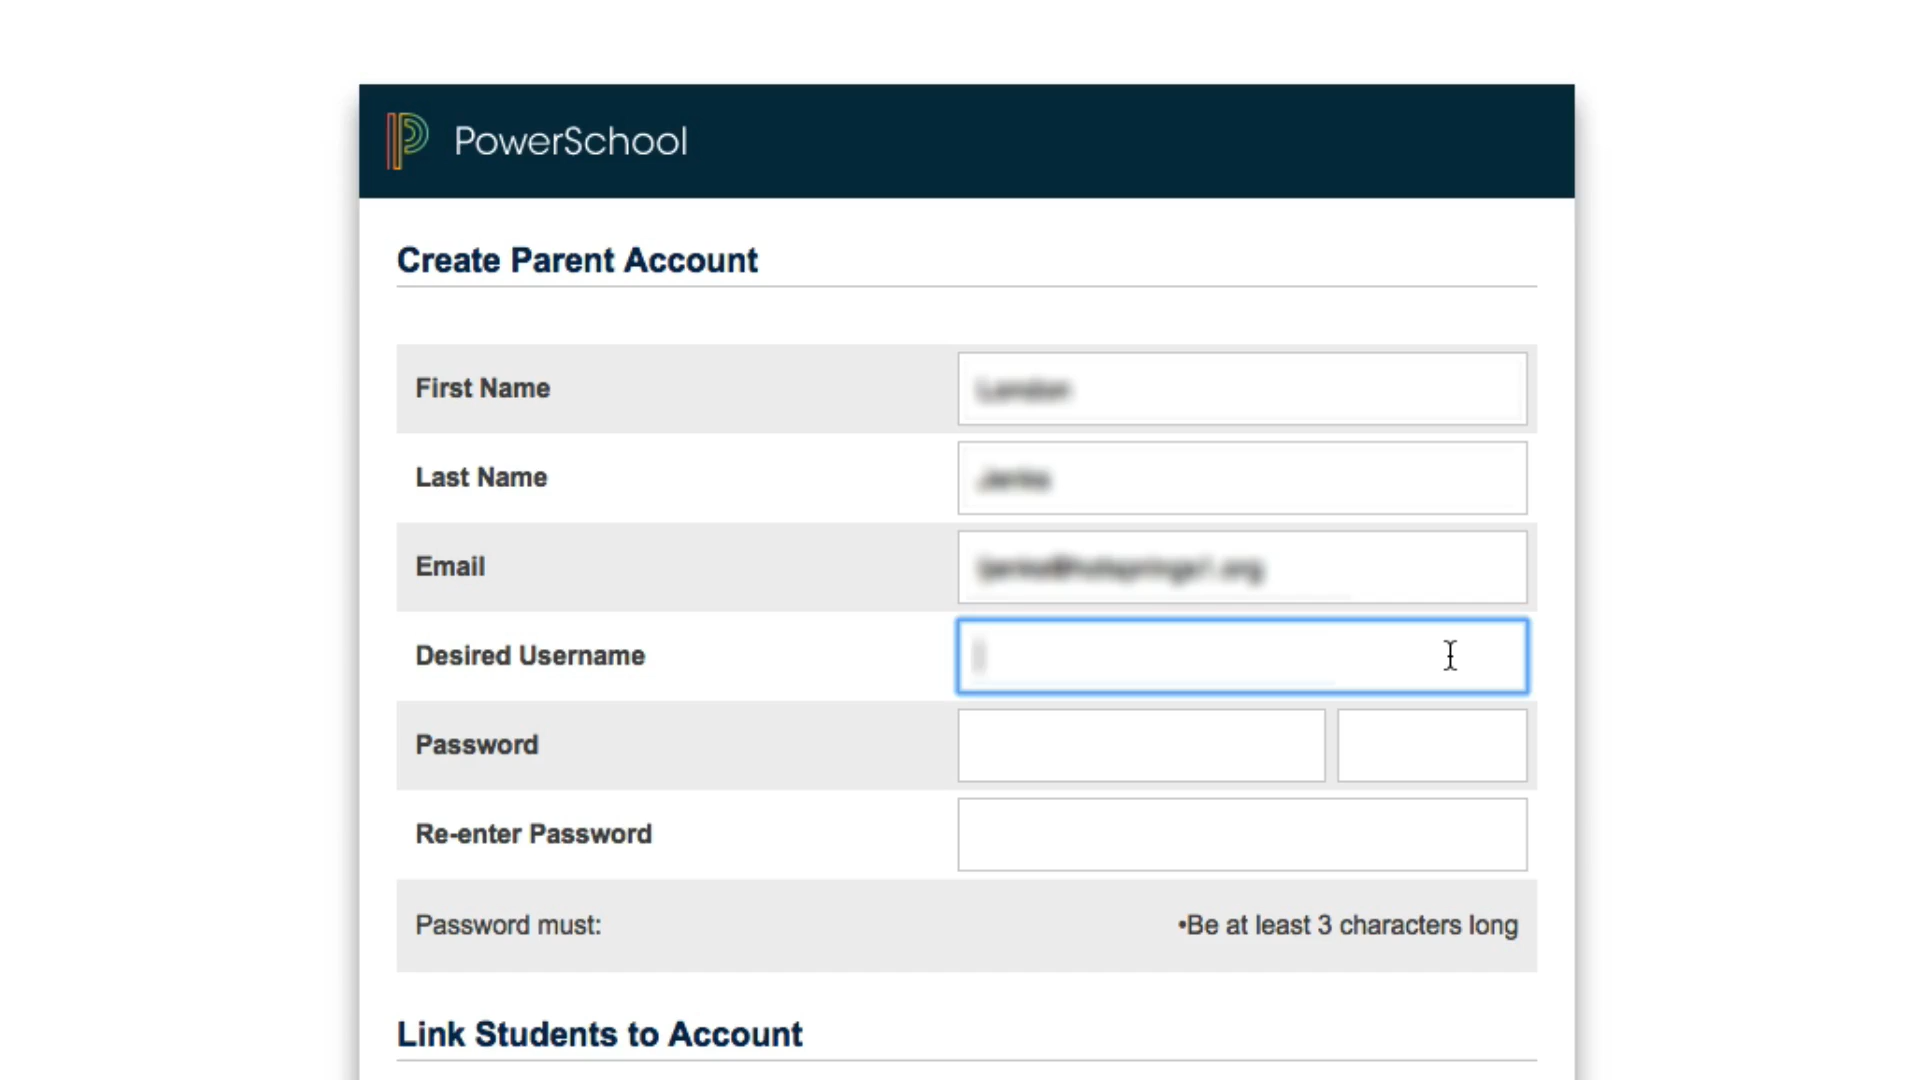 PowerSchool
Create Parent Account
First Name
Last Name
Email
Desired Username
Password
Re-enter Password
Password must: •Be at least 3 characters long
Link Students to Account